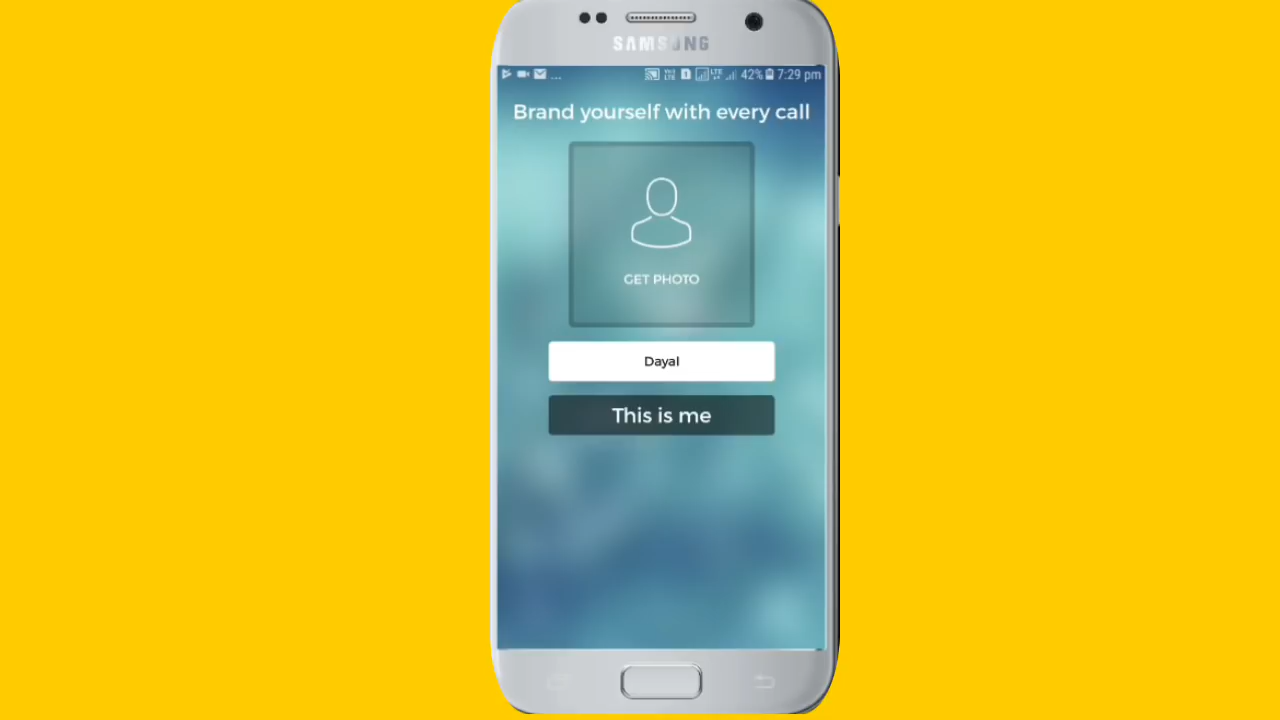 SAMSUNG
... 42% 7:29 pm
Brand yourself with every call
GET PHOTO
Dayal
This is me